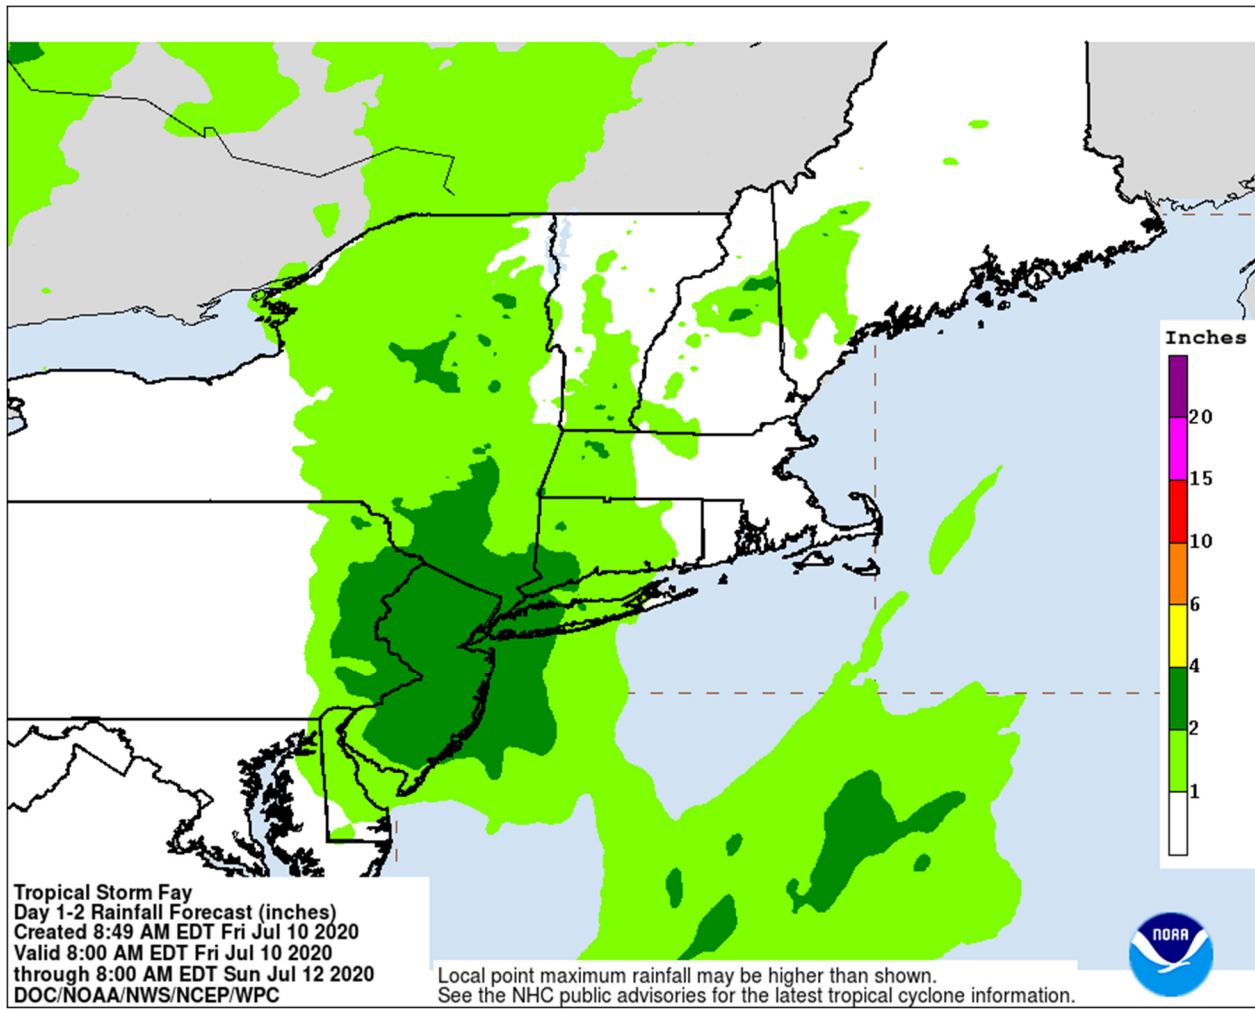 Inches
20
15
10
6
4
2
1
Tropical Storm Fay
Day 1-2 Rainfall Forecast (inches)
Created 8:49 AM EDT Fri Jul 10 2020
Valid 8:00 AM EDT Fri Jul 10 2020
through 8:00 AM EDT Sun Jul 12 2020
DOC/NOAA/NWS/NCEP/WPC
Local point maximum rainfall may be higher than shown.
See the NHC public advisories for the latest tropical cyclone information.
NOAA